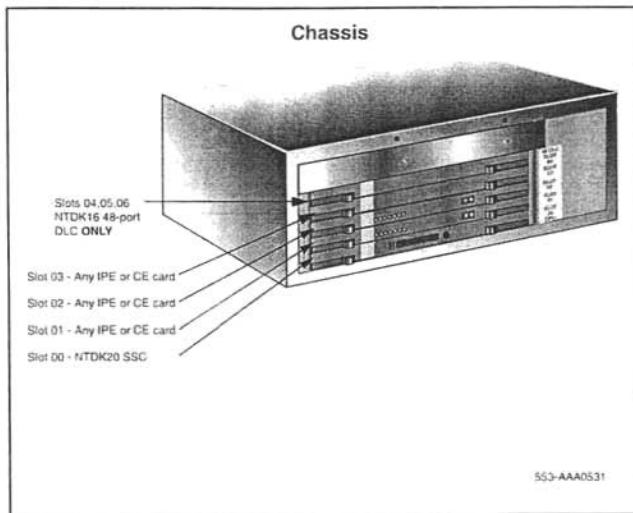 Chassis
Slots 04,05,06
NTDK16 48-port
DLC ONLY
Slot 03 - Any IPE or CE card
Slot 02 - Any IPE or CE card
Slot 01 - Any IPE or CE card
Slot 00 - NTDK20 SSC
553-AAA0531